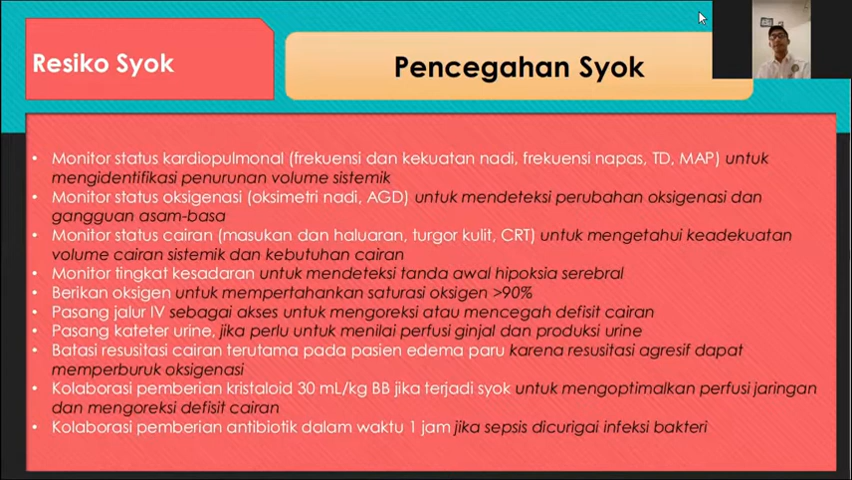 Resiko Syok
Pencegahan Syok
• Monitor status kardiopulmonal (frekuensi dan kekuatan nadi, frekuensi napas, TD, MAP) untuk
mengidentifikasi penurunan volume sistemik
• Monitor status oksigenasi (oksimetri nadi, AGD) untuk mendeteksi perubahan oksigenasi dan
gangguan asam-basa
• Monitor status cairan (masukan dan haluaran, turgor kulit, CRT) untuk mengetahui keadekuatan
volume cairan sistemik dan kebutuhan cairan
• Monitor tingkat kesadaran untuk mendeteksi tanda awal hipoksia serebral
• Berikan oksigen untuk mempertahankan saturasi oksigen >90%
• Pasang jalur IV sebagai akses untuk mengoreksi atau mencegah defisit cairan
• Pasang kateter urine, jika perlu untuk menilai perfusi ginjal dan produksi urine
• Batasi resusitasi cairan terutama pada pasien edema paru karena resusitasi agresif dapat
memperburuk oksigenasi
• Kolaborasi pemberian kristaloid 30 mL/kg BB jika terjadi syok untuk mengoptimalkan perfusi jaringan
dan mengoreksi defisit cairan
• Kolaborasi pemberian antibiotik dalam waktu 1 jam jika sepsis dicurigai infeksi bakteri